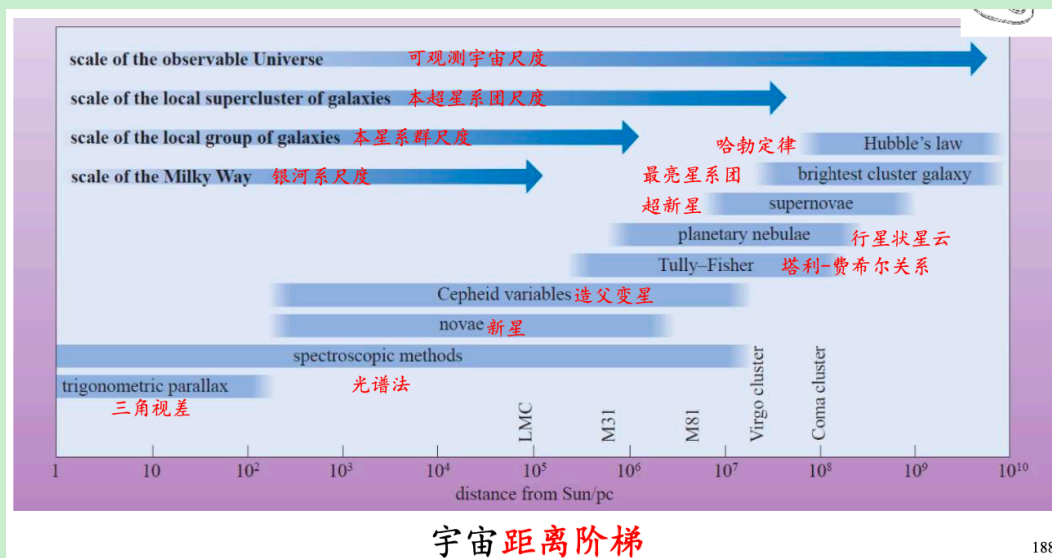 scale of the observable Universe 可观测宇宙尺度
scale of the local supercluster of galaxies 本超星系团尺度
scale of the local group of galaxies 本星系群尺度
哈勃定律 Hubble's law
scale of the Milky Way 银河系尺度
最亮星系团 brightest cluster galaxy
超新星 supernovae
planetary nebulae 行星状星云
Tully–Fisher 塔利-费希尔关系
Cepheid variables 造父变星
novae 新星
spectroscopic methods
trigonometric parallax 光谱法
三角视差
LMC
M31
M81
Virgo cluster
Coma cluster
1 10 10² 10³ 10⁴ 10⁵ 10⁶ 10⁷ 10⁸ 10⁹ 10¹⁰
distance from Sun/pc
宇宙距离阶梯
188